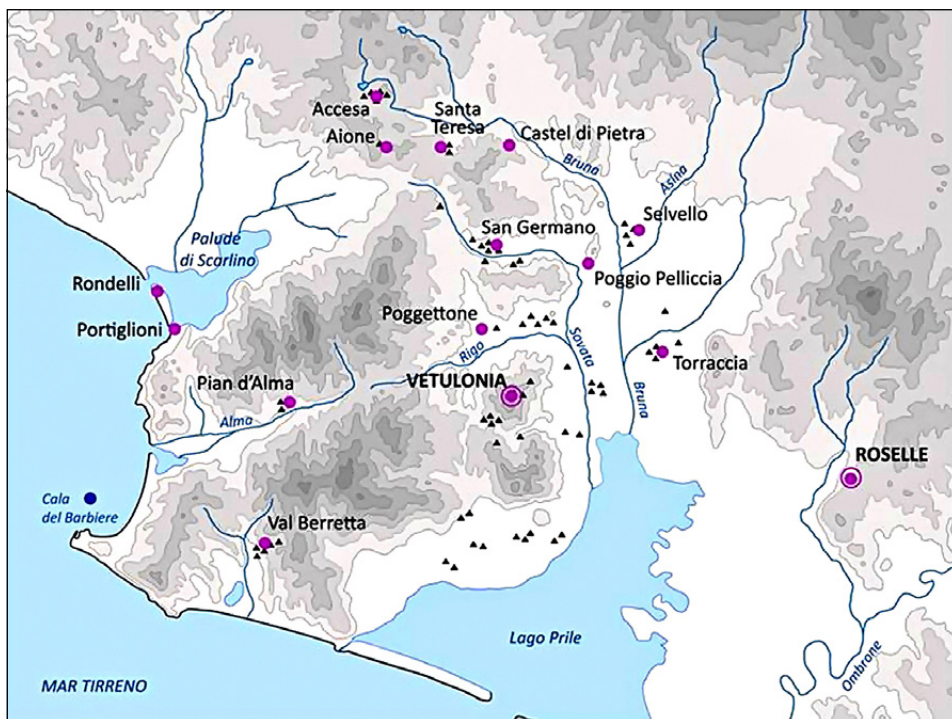 Accesa
Santa
Teresa
Aione
Castel di Pietra
Bruna
Asina
San Germano
Selvello
Palude
di Scarlino
Poggio Pelliccia
Rondelli
Portiglioni
Poggettone
Rigo
Sovata
Torraccia
Pian d'Alma
VETULONIA
Bruna
Alma
ROSELLE
Cala
del Barbiere
Val Berretta
Lago Prile
Ombrone
MAR TIRRENO